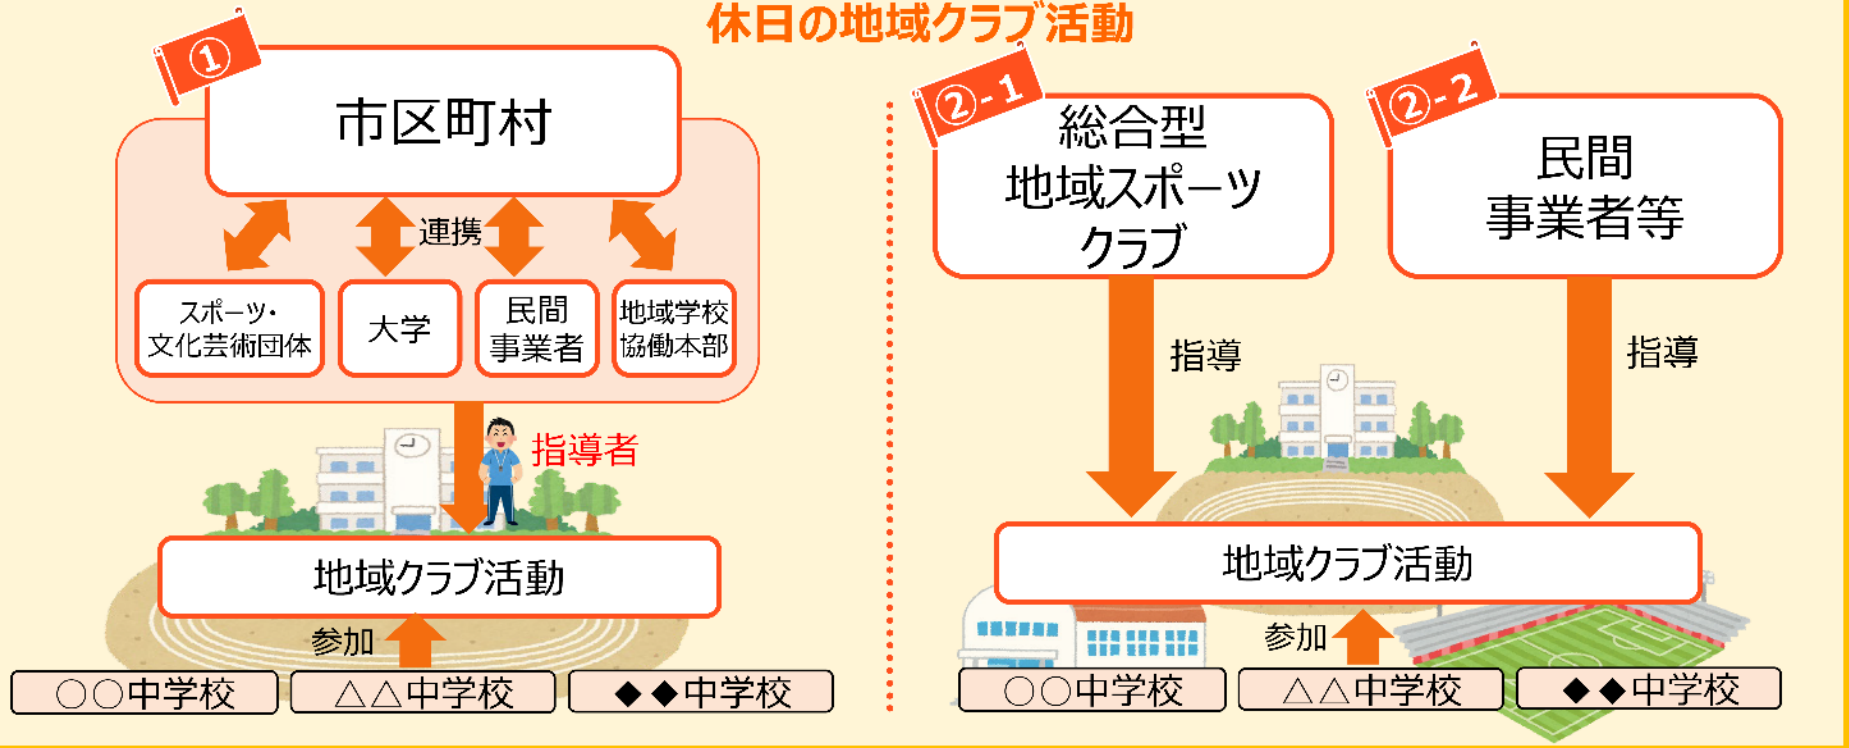 休日の地域クラブ活動
①
市区町村
連携
スポーツ・
文化芸術団体
大学
民間
事業者
地域学校
協働本部
指導者
地域クラブ活動
参加
○○中学校
△△中学校
◆◆中学校
②-1
総合型
地域スポーツ
クラブ
②-2
民間
事業者等
指導
指導
地域クラブ活動
参加
○○中学校
△△中学校
◆◆中学校